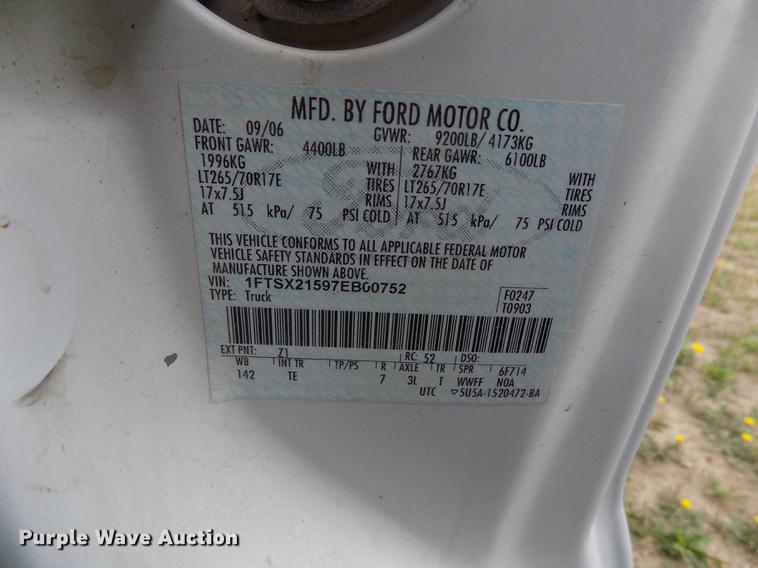 MFD. BY FORD MOTOR CO.
DATE: 09/06 GVWR: 9200LB/ 4173KG
FRONT GAWR: 4400LB REAR GAWR: 6100LB
1996KG WITH 2767KG WITH
LT265/70R17E TIRES LT265/70R17E TIRES
17x7.5J RIMS 17x7.5J RIMS
AT 515 kPa/ 75 PSI COLD AT 515 kPa/ 75 PSI COLD
THIS VEHICLE CONFORMS TO ALL APPLICABLE FEDERAL MOTOR
VEHICLE SAFETY STANDARDS IN EFFECT ON THE DATE OF
MANUFACTURE SHOWN ABOVE.
VIN: 1FTSX21597EB00752
TYPE: Truck
F0247
T0903
EXT PNT: Z1 RC: 52 DSO:
WB INT TR TP/PS R AXLE TR SPR 6F714
142 TE 7 3L T WWFF N0A
UTC ▽5U5A-1520472-BA
Purple Wave Auction